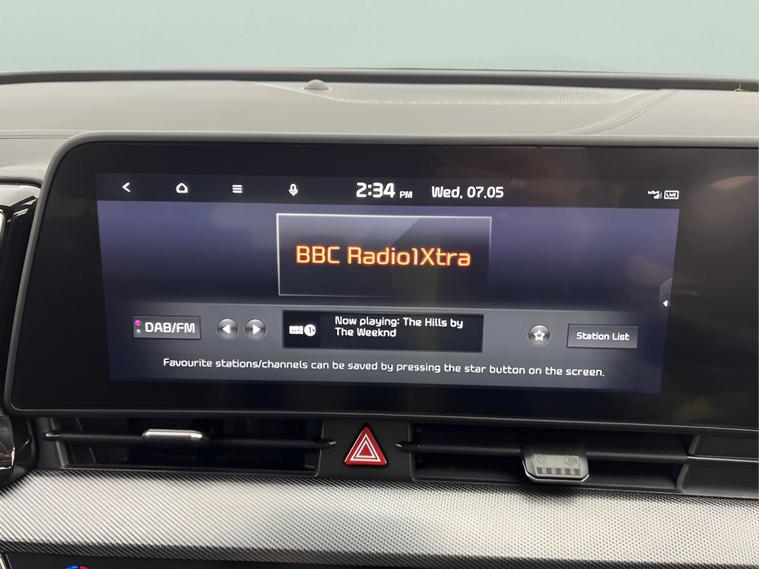 2:34 PM Wed, 07.05
BBC Radio1Xtra
DAB/FM
Now playing: The Hills by
The Weeknd
Station List
Favourite stations/channels can be saved by pressing the star button on the screen.